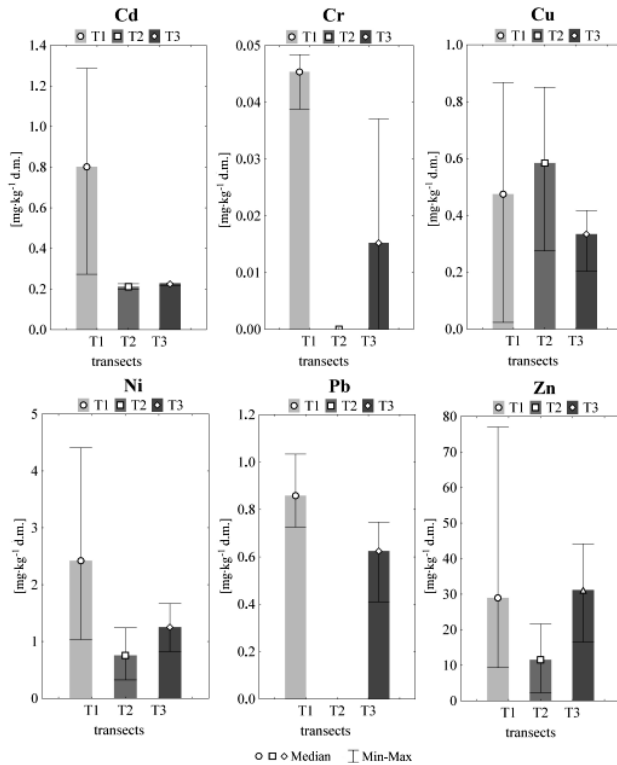 Cd
T1 T2 T3
1.4
1.2
1.0
0.8
0.6
0.4
0.2
0.0
[mg·kg⁻¹ d.m.]
T1 T2 T3
transects
Cr
T1 T2 T3
0.05
0.04
0.03
0.02
0.01
0.00
[mg·kg⁻¹ d.m.]
T1 T2 T3
transects
Cu
T1 T2 T3
1.0
0.8
0.6
0.4
0.2
0.0
[mg·kg⁻¹ d.m.]
T1 T2 T3
transects
Ni
T1 T2 T3
5
4
3
2
1
0
[mg·kg⁻¹ d.m.]
T1 T2 T3
transects
Pb
T1 T2 T3
1.2
1.0
0.8
0.6
0.4
0.2
0.0
[mg·kg⁻¹ d.m.]
T1 T2 T3
transects
Zn
T1 T2 T3
80
70
60
50
40
30
20
10
0
[mg·kg⁻¹ d.m.]
T1 T2 T3
transects
Median Min-Max